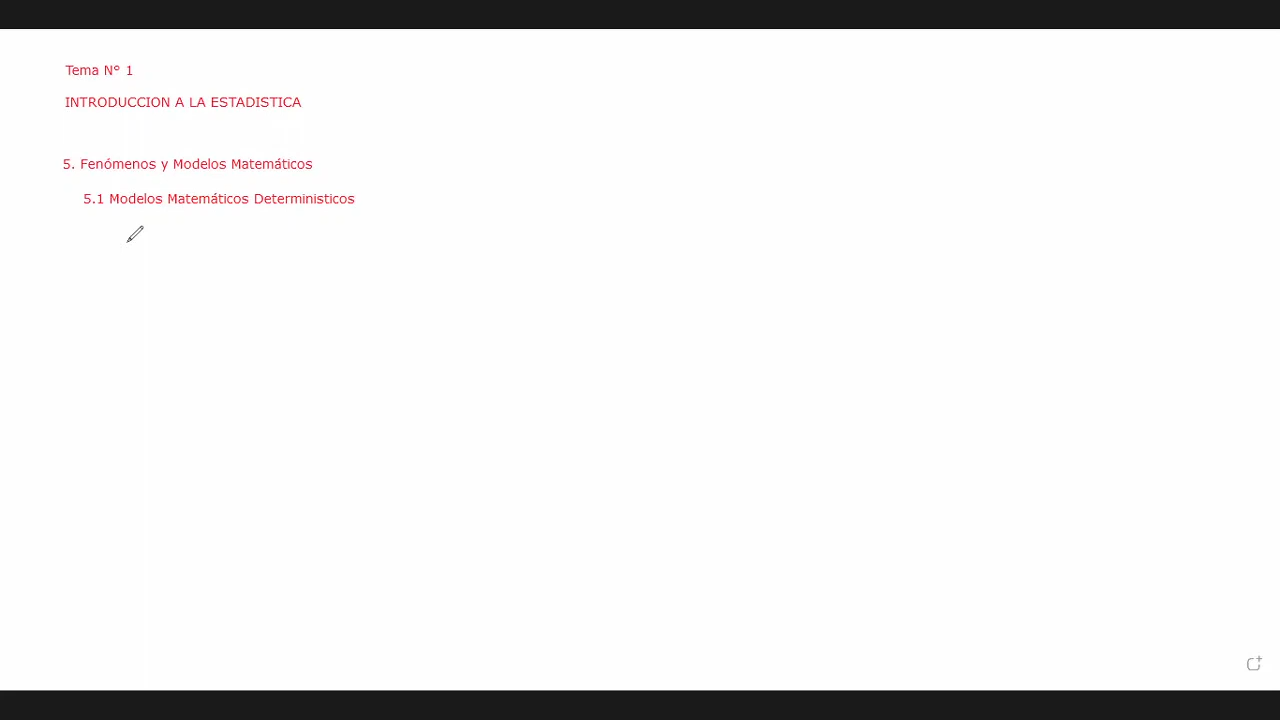 Tema N° 1
INTRODUCCION A LA ESTADISTICA
5. Fenómenos y Modelos Matemáticos
5.1 Modelos Matemáticos Deterministicos